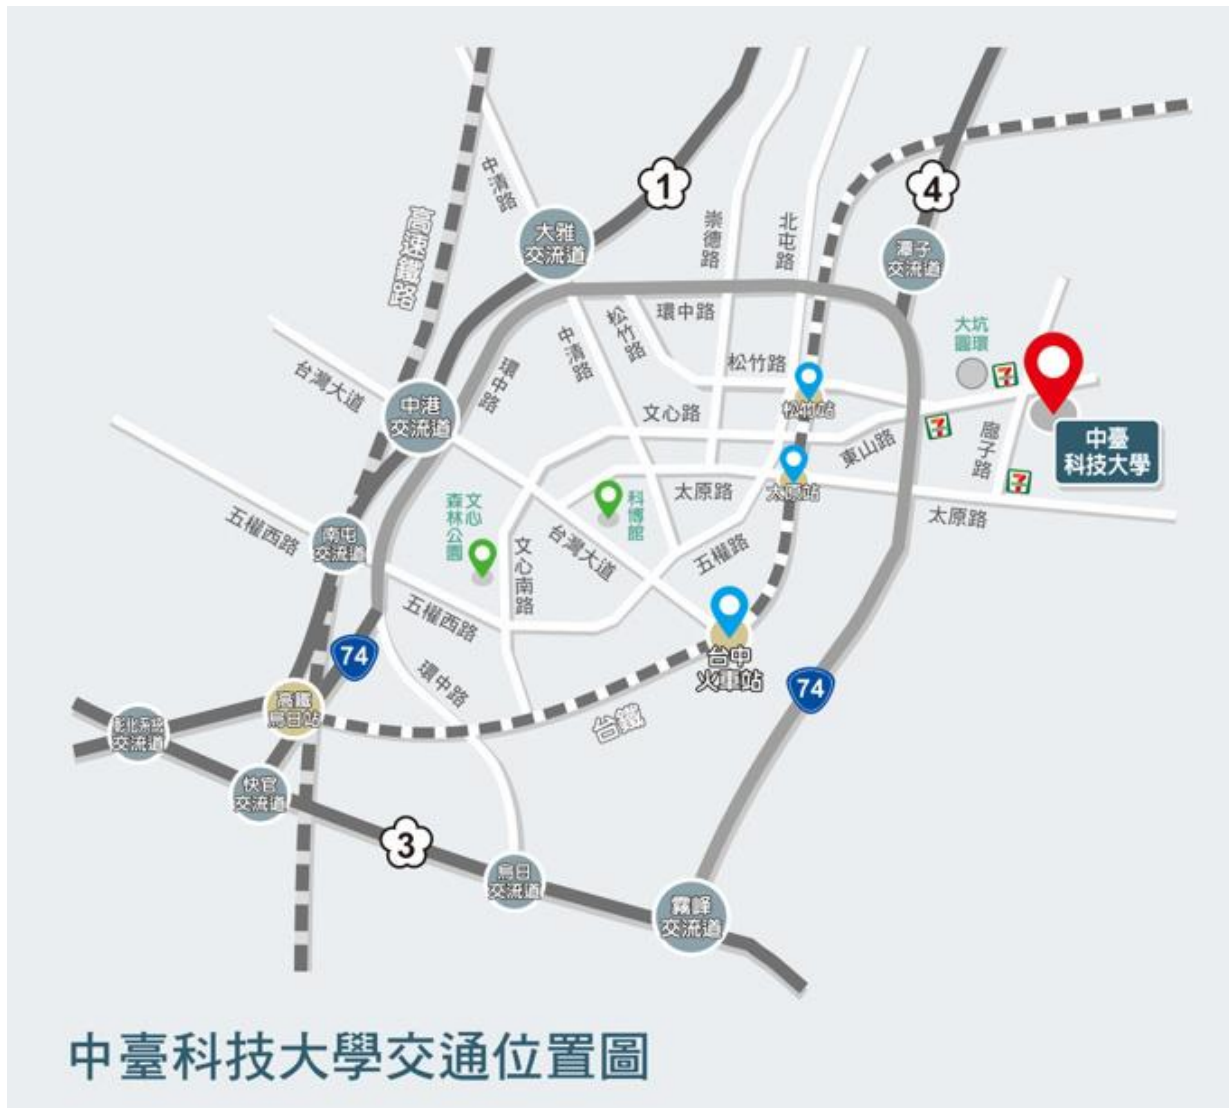 1
4
中清路
高速鐵路
大雅
交流道
崇德路
北屯路
潭子
交流道
環中路
松竹路
中清路
大坑
圓環
7
台灣大道
環中路
松竹路
中港
交流道
文心路
松竹站
7
東山路
廍子路
中臺
科技大學
太原路
太原站
7
太原路
文心
森林公園
科博館
五權西路
南屯
交流道
文心南路
台灣大道
五權路
五權西路
74
台中
火車站
74
環中路
高鐵
烏日站
台鐵
彰化系統
交流道
快官
交流道
3
烏日
交流道
霧峰
交流道
中臺科技大學交通位置圖